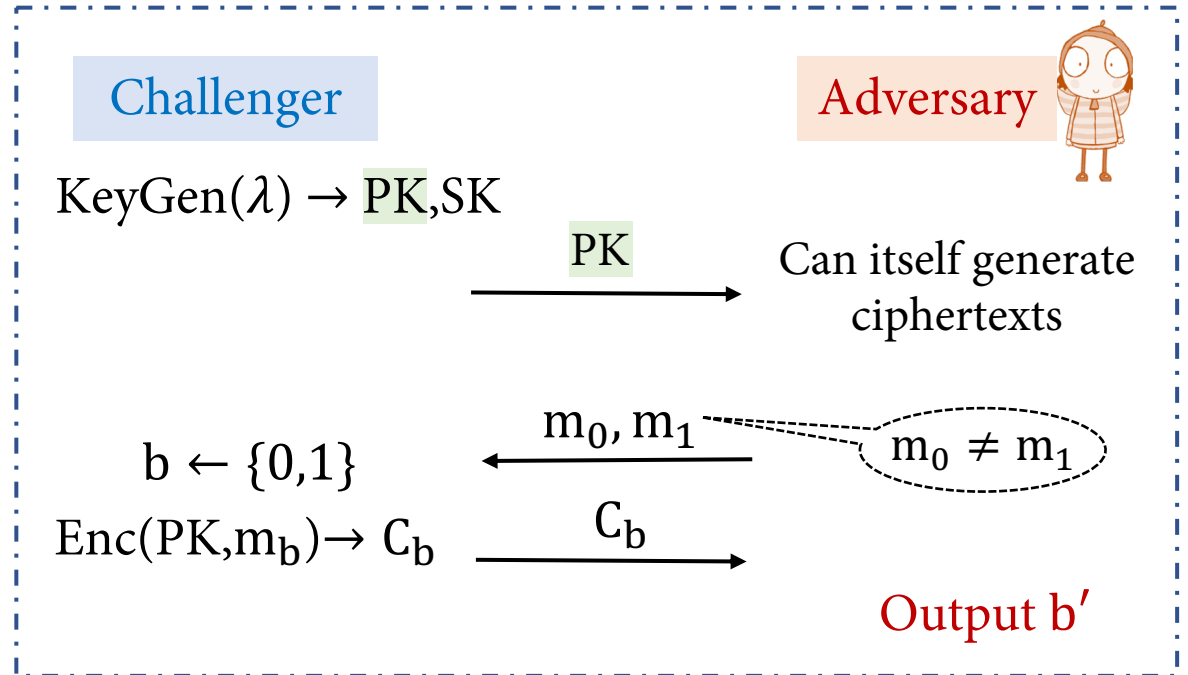 Challenger
Adversary
KeyGen(λ) → PK,SK
PK
Can itself generate
ciphertexts
m₀, m₁
m₀ ≠ m₁
b ← {0,1}
Enc(PK,m_b)→ C_b
C_b
Output b′